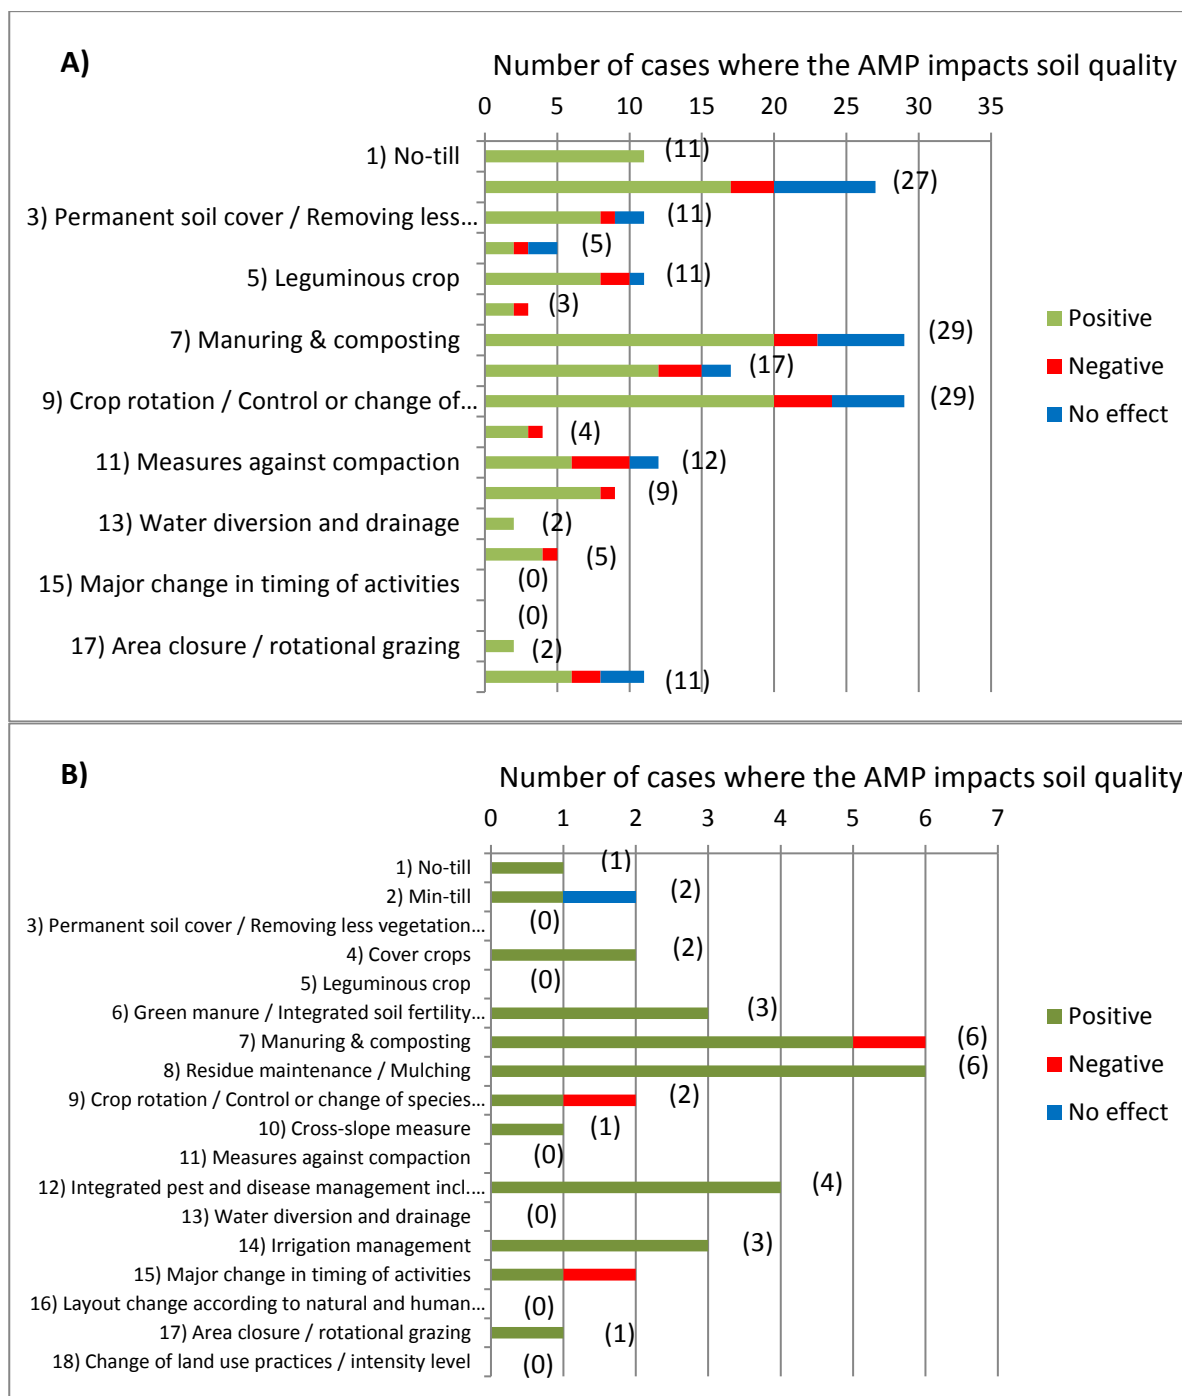 A)
Number of cases where the AMP impacts soil quality
0 5 10 15 20 25 30 35
1) No-till (11)
(27)
3) Permanent soil cover / Removing less... (11)
(5)
5) Leguminous crop (11)
(3)
7) Manuring & composting (29)
(17)
9) Crop rotation / Control or change of... (29)
(4)
11) Measures against compaction (12)
(9)
13) Water diversion and drainage (2)
(5)
15) Major change in timing of activities (0)
(0)
17) Area closure / rotational grazing (2)
(11)
Positive
Negative
No effect
B)
Number of cases where the AMP impacts soil quality
0 1 2 3 4 5 6 7
1) No-till (1)
2) Min-till (2)
3) Permanent soil cover / Removing less vegetation... (0)
4) Cover crops (2)
5) Leguminous crop (0)
6) Green manure / Integrated soil fertility... (3)
7) Manuring & composting (6)
8) Residue maintenance / Mulching (6)
9) Crop rotation / Control or change of species... (2)
10) Cross-slope measure (1)
11) Measures against compaction (0)
12) Integrated pest and disease management incl.... (4)
13) Water diversion and drainage (0)
14) Irrigation management (3)
15) Major change in timing of activities
16) Layout change according to natural and human... (0)
17) Area closure / rotational grazing (1)
18) Change of land use practices / intensity level (0)
Positive
Negative
No effect